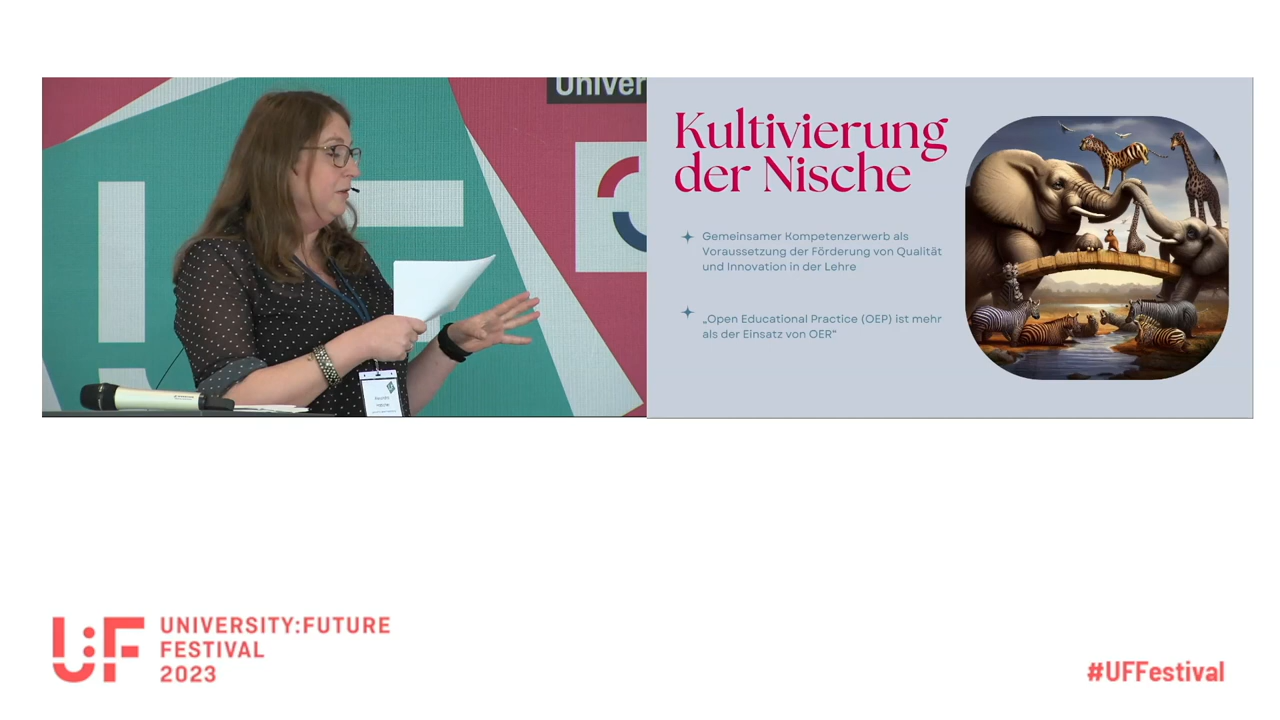 Univer
Kultivierung
der Nische
Gemeinsamer Kompetenzerwerb als
Voraussetzung der Förderung von Qualität
und Innovation in der Lehre
„Open Educational Practice (OEP) ist mehr
als der Einsatz von OER“
U:F
UNIVERSITY:FUTURE
FESTIVAL
2023
#UFFestival